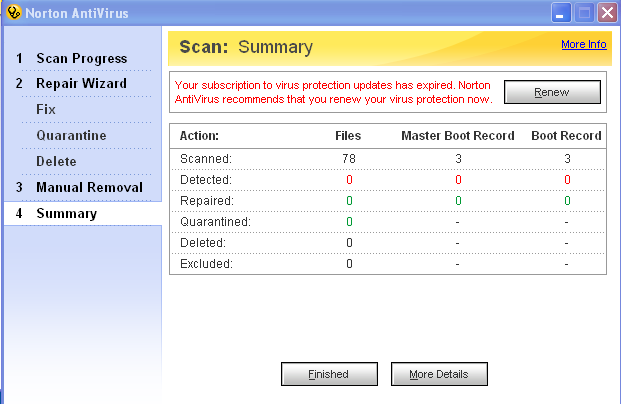 Norton AntiVirus
1 Scan Progress
2 Repair Wizard
Fix
Quarantine
Delete
3 Manual Removal
4 Summary
Scan: Summary
More Info
Your subscription to virus protection updates has expired. Norton
AntiVirus recommends that you renew your virus protection now.
Renew
Action: Files Master Boot Record Boot Record
Scanned: 78 3 3
Detected: 0 0 0
Repaired: 0 0 0
Quarantined: 0 - -
Deleted: 0 - -
Excluded: 0 - -
Finished
More Details